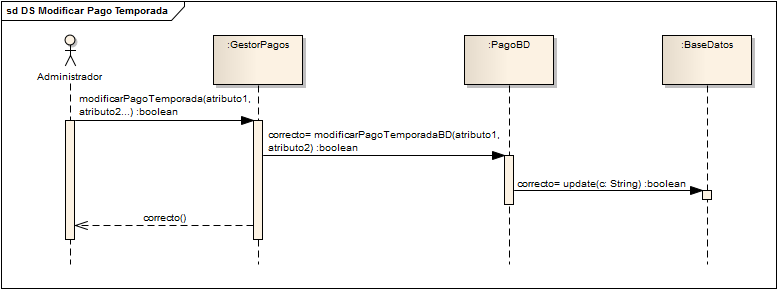 sd DS Modificar Pago Temporada
:GestorPagos
:PagoBD
:BaseDatos
Administrador
modificarPagoTemporada(atributo1,
atributo2...) :boolean
correcto= modificarPagoTemporadaBD(atributo1,
atributo2) :boolean
correcto= update(c: String) :boolean
correcto()